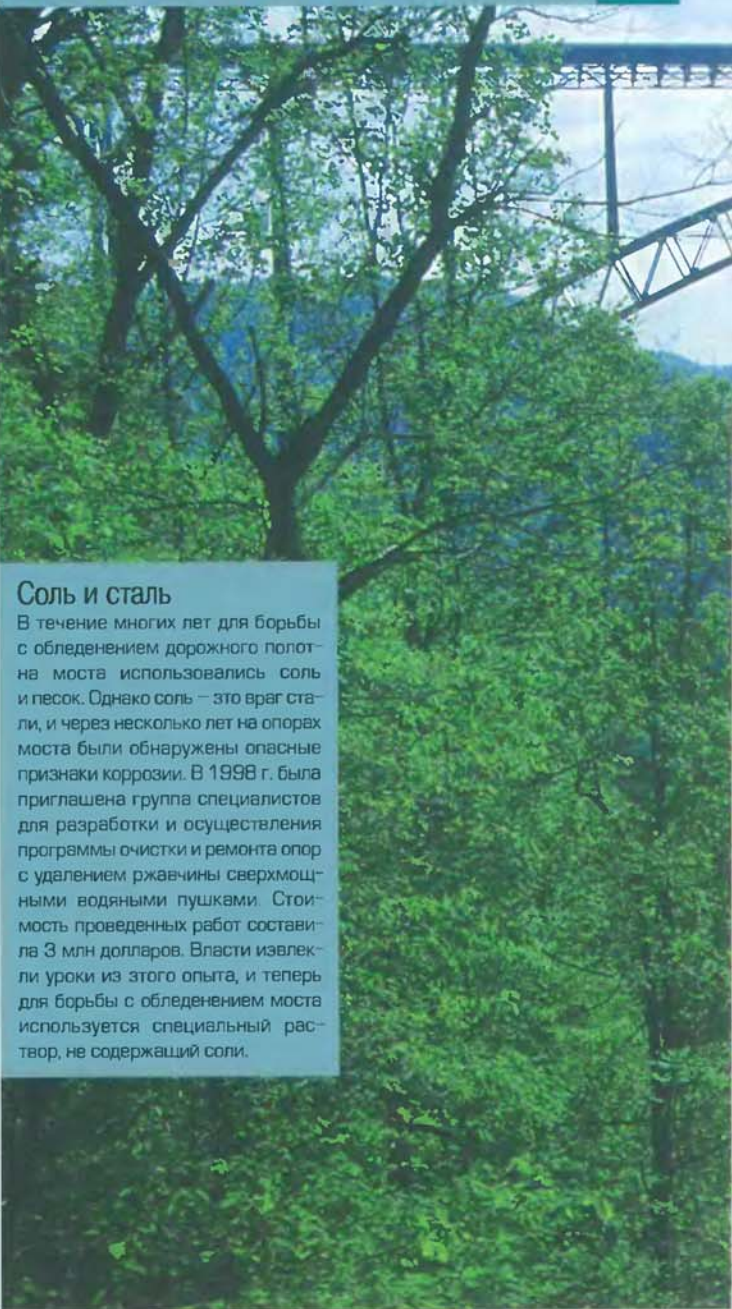 Соль и сталь
В течение многих лет для борьбы
с обледенением дорожного полот-
на моста использовались соль
и песок. Однако соль – это враг ста-
ли, и через несколько лет на опорах
моста были обнаружены опасные
признаки коррозии. В 1998 г. была
приглашена группа специалистов
для разработки и осуществления
программы очистки и ремонта опор
с удалением ржавчины сверхмощ-
ными водяными пушками. Стои-
мость проведенных работ состави-
ла 3 млн долларов. Власти извлек-
ли уроки из этого опыта, и теперь
для борьбы с обледенением моста
используется специальный рас-
твор, не содержащий соли.